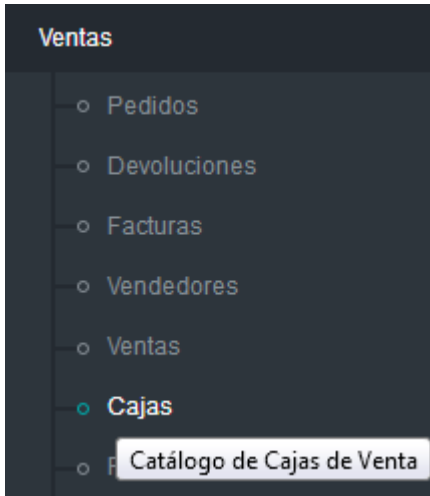 Ventas
Pedidos
Devoluciones
Facturas
Vendedores
Ventas
Cajas
Catálogo de Cajas de Venta